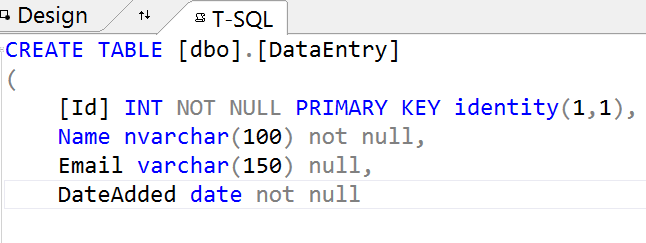 Design T-SQL
CREATE TABLE [dbo].[DataEntry]
(
[Id] INT NOT NULL PRIMARY KEY identity(1,1),
Name nvarchar(100) not null,
Email varchar(150) null,
DateAdded date not null